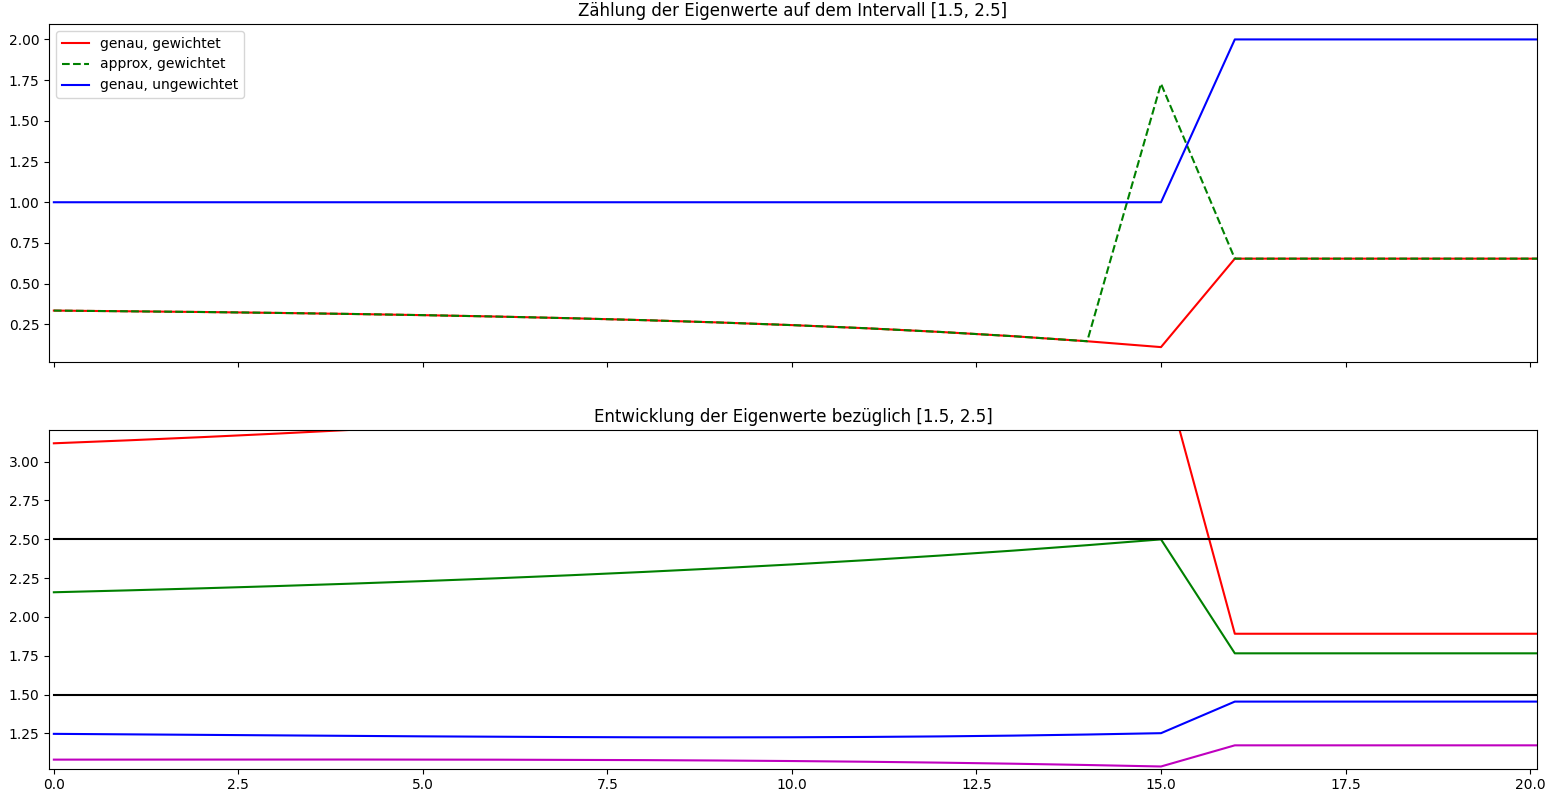 Zählung der Eigenwerte auf dem Intervall [1.5, 2.5]
2.00
1.75
1.50
1.25
1.00
0.75
0.50
0.25
genau, gewichtet
approx, gewichtet
genau, ungewichtet
Entwicklung der Eigenwerte bezüglich [1.5, 2.5]
3.00
2.75
2.50
2.25
2.00
1.75
1.50
1.25
0.0 2.5 5.0 7.5 10.0 12.5 15.0 17.5 20.0